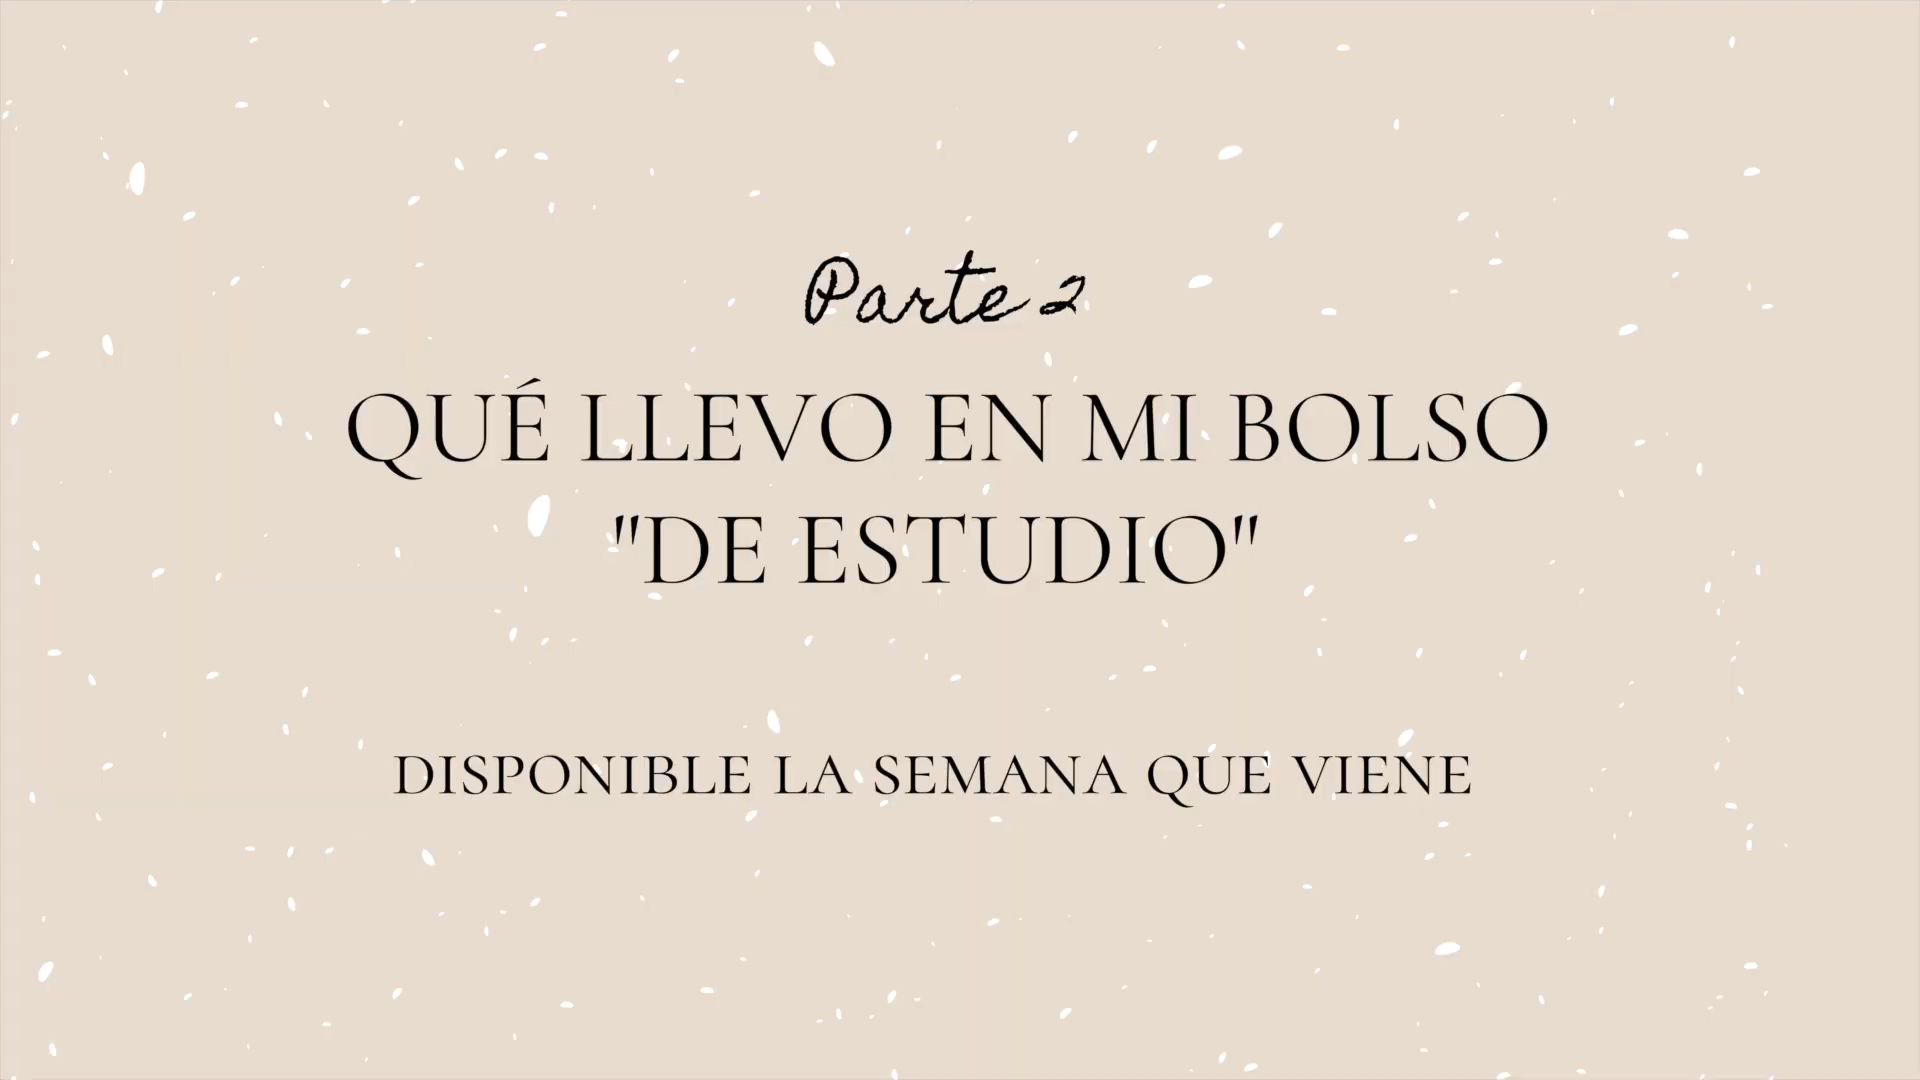 Parte 2
QUÉ LLEVO EN MI BOLSO
"DE ESTUDIO"
DISPONIBLE LA SEMANA QUE VIENE